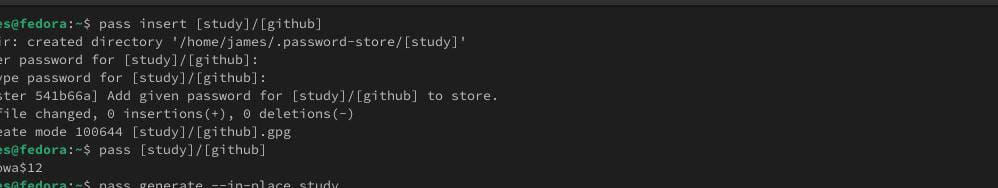 es@fedora:~$ pass insert [study]/[github]
ir: created directory '/home/james/.password-store/[study]'
er password for [study]/[github]:
ype password for [study]/[github]:
ster 541b66a] Add given password for [study]/[github] to store.
file changed, 0 insertions(+), 0 deletions(-)
eate mode 100644 [study]/[github].gpg
es@fedora:~$ pass [study]/[github]
owa$12
es@fedora:~$ pass generate --in-place study